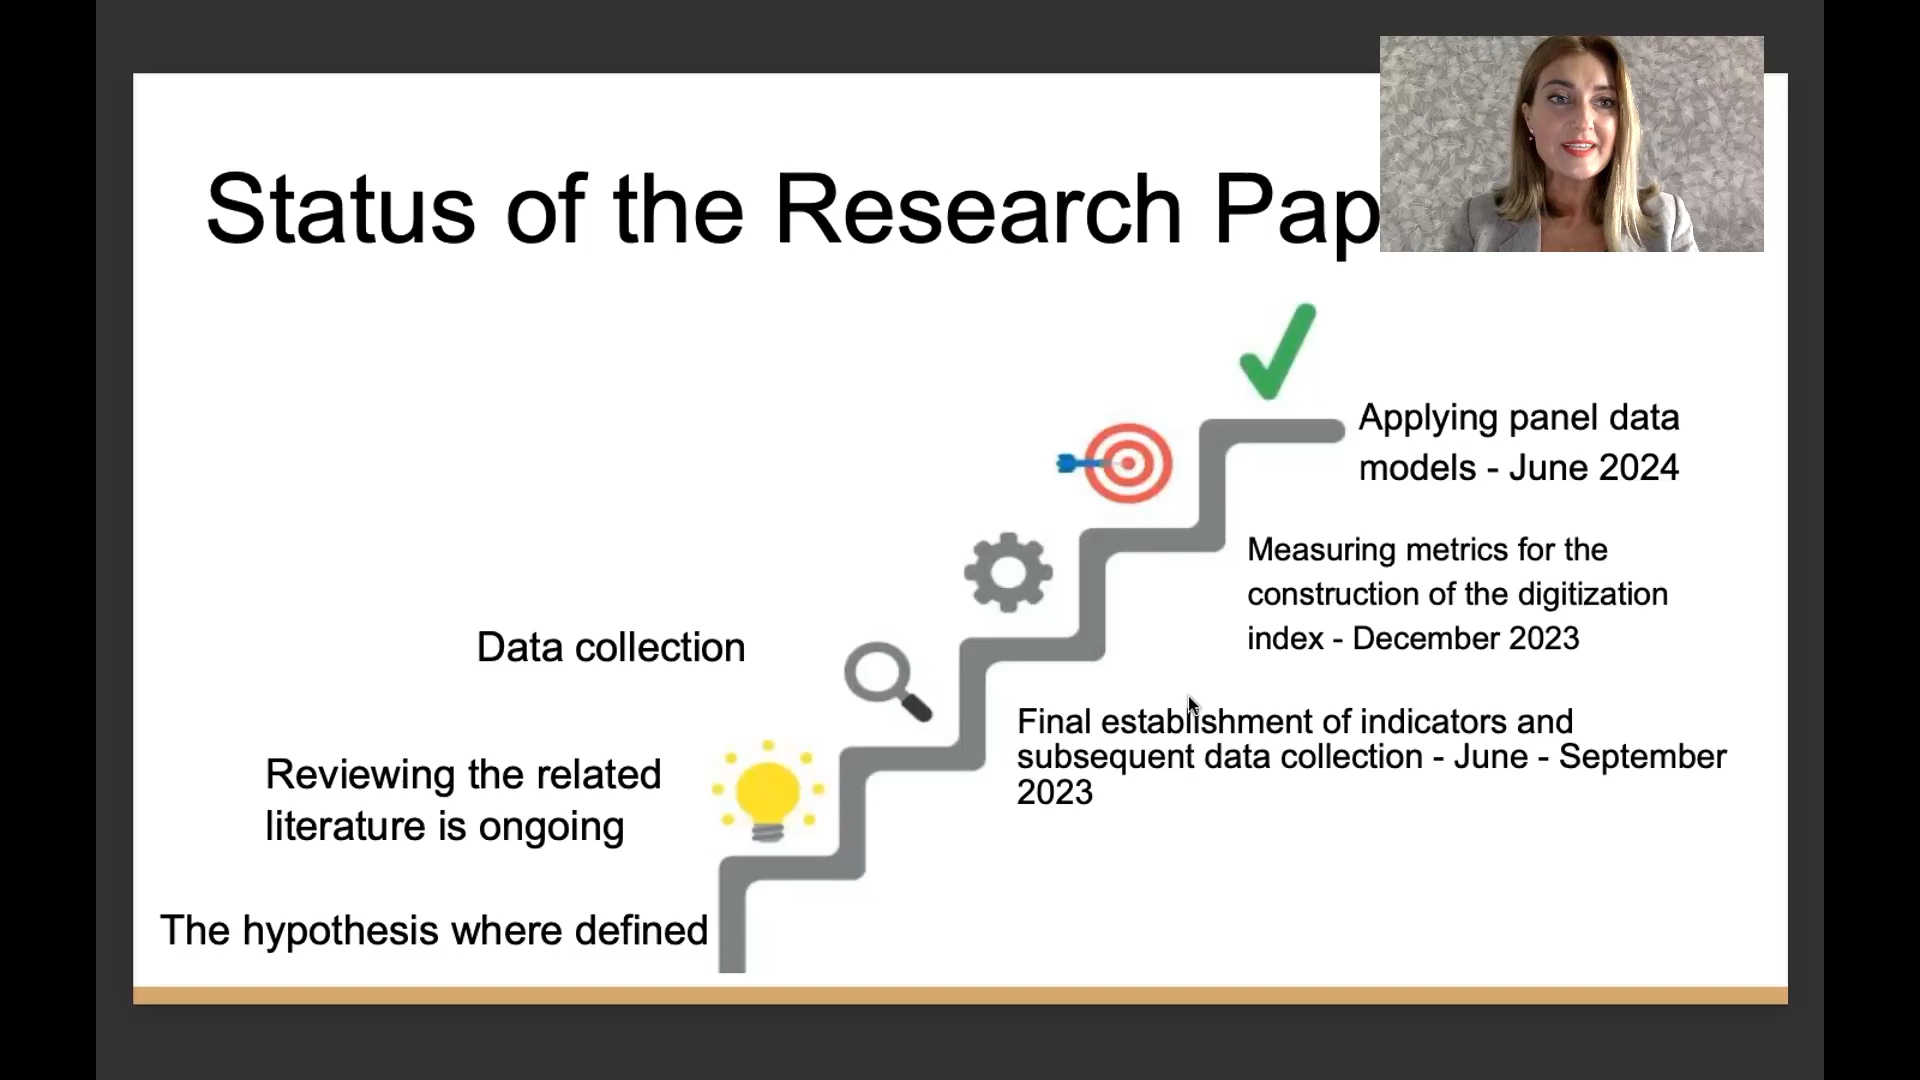 Status of the Research Pap
Applying panel data
models - June 2024
Measuring metrics for the
construction of the digitization
index - December 2023
Data collection
Final establishment of indicators and
subsequent data collection - June - September
2023
Reviewing the related
literature is ongoing
The hypothesis where defined